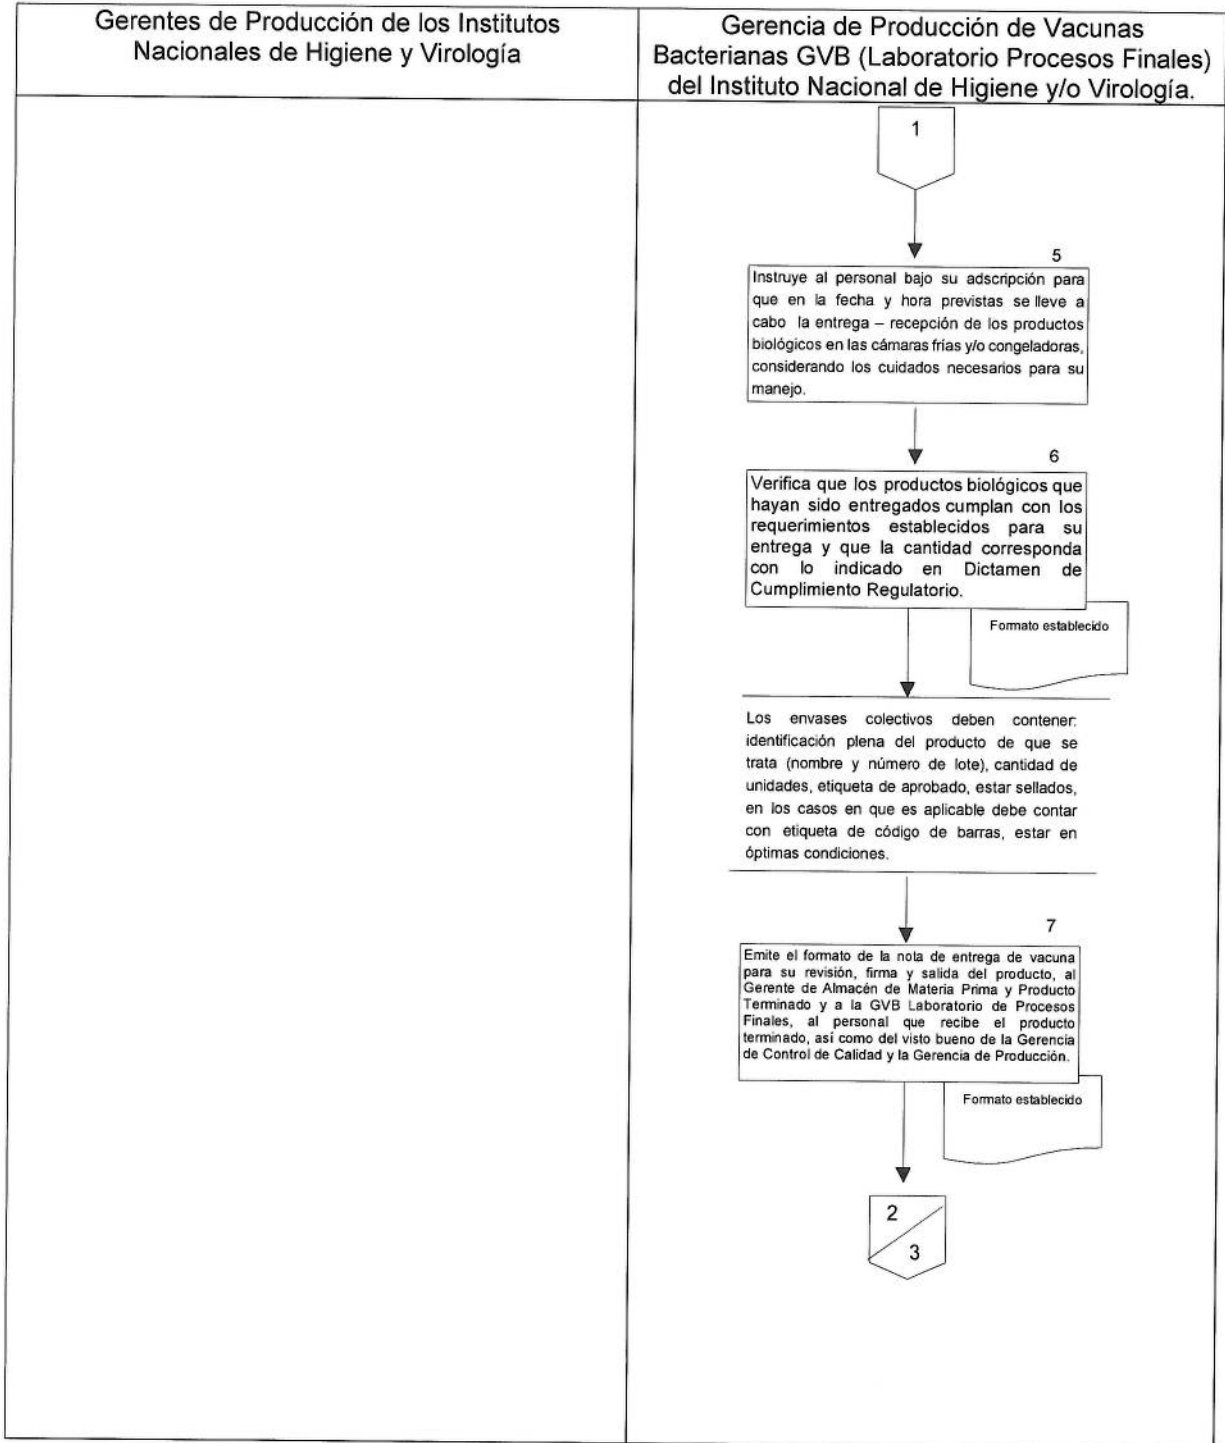 Gerentes de Producción de los Institutos
Nacionales de Higiene y Virología
Gerencia de Producción de Vacunas
Bacterianas GVB (Laboratorio Procesos Finales)
del Instituto Nacional de Higiene y/o Virología.
1
5
Instruye al personal bajo su adscripción para
que en la fecha y hora previstas se lleve a
cabo la entrega – recepción de los productos
biológicos en las cámaras frías y/o congeladoras,
considerando los cuidados necesarios para su
manejo.
6
Verifica que los productos biológicos que
hayan sido entregados cumplan con los
requerimientos establecidos para su
entrega y que la cantidad corresponda
con lo indicado en Dictamen de
Cumplimiento Regulatorio.
Formato establecido
Los envases colectivos deben contener:
identificación plena del producto de que se
trata (nombre y número de lote), cantidad de
unidades, etiqueta de aprobado, estar sellados,
en los casos en que es aplicable debe contar
con etiqueta de código de barras, estar en
óptimas condiciones.
7
Emite el formato de la nota de entrega de vacuna
para su revisión, firma y salida del producto, al
Gerente de Almacén de Materia Prima y Producto
Terminado y a la GVB Laboratorio de Procesos
Finales, al personal que recibe el producto
terminado, así como del visto bueno de la Gerencia
de Control de Calidad y la Gerencia de Producción.
Formato establecido
2
3